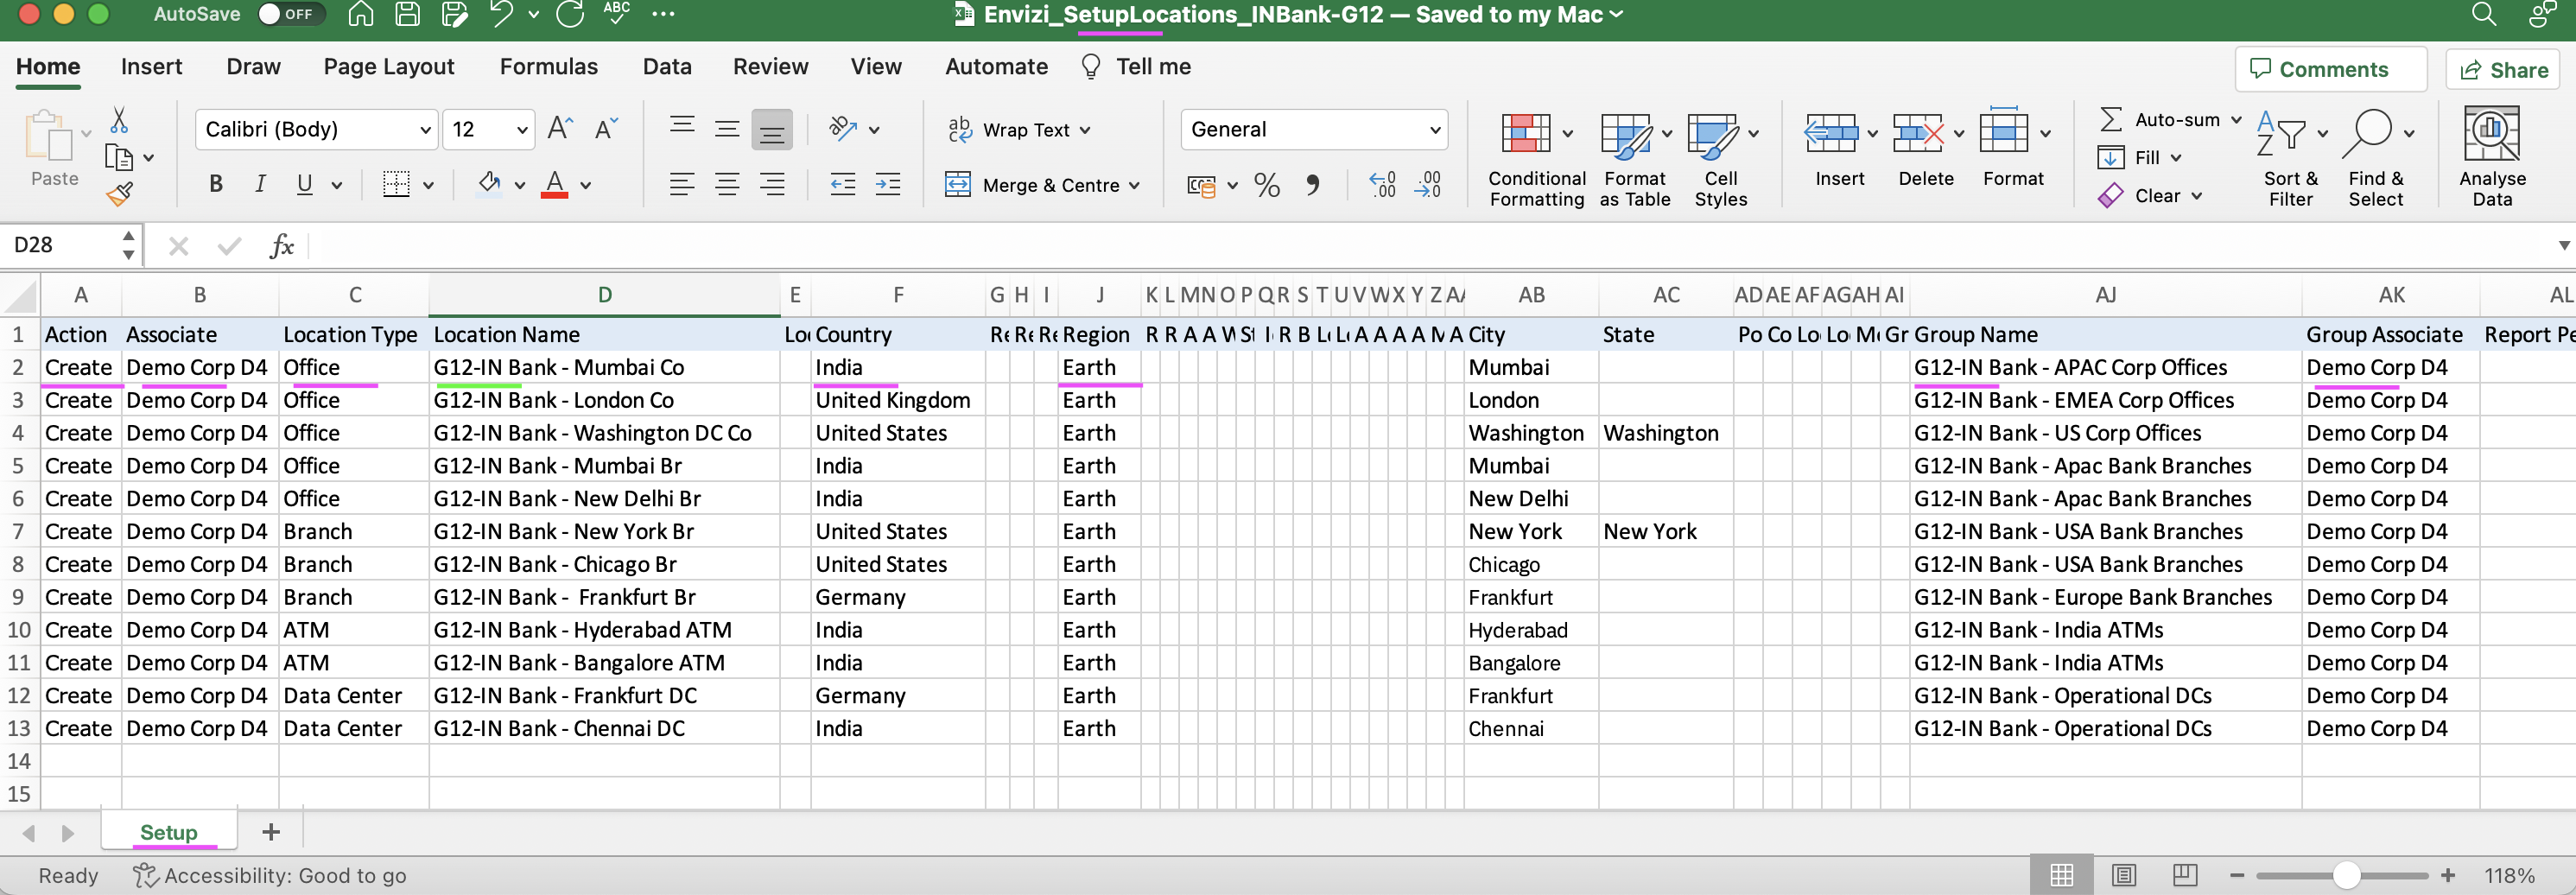 AutoSave OFF ABC Envizi_SetupLocations_INBank-G12 — Saved to my Mac
Home Insert Draw Page Layout Formulas Data Review View Automate Tell me Comments Share
Paste Calibri (Body) 12 Wrap Text General Conditional Formatting Format as Table Cell Styles Insert Delete Format Auto-sum Fill Clear Sort & Filter Find & Select Analyse Data
B I U A Merge & Centre % .00
D28 fx
A B C D E F G H I J K L M N O P Q R S T U V W X Y Z AB AC AD AE AF AG AH AI AJ AK AL
1 Action Associate Location Type Location Name Country Region City State Group Name Group Associate
2 Create Demo Corp D4 Office G12-IN Bank - Mumbai Co India Earth Mumbai G12-IN Bank - APAC Corp Offices Demo Corp D4
3 Create Demo Corp D4 Office G12-IN Bank - London Co United Kingdom Earth London G12-IN Bank - EMEA Corp Offices Demo Corp D4
4 Create Demo Corp D4 Office G12-IN Bank - Washington DC Co United States Earth Washington Washington G12-IN Bank - US Corp Offices Demo Corp D4
5 Create Demo Corp D4 Office G12-IN Bank - Mumbai Br India Earth Mumbai G12-IN Bank - Apac Bank Branches Demo Corp D4
6 Create Demo Corp D4 Office G12-IN Bank - New Delhi Br India Earth New Delhi G12-IN Bank - Apac Bank Branches Demo Corp D4
7 Create Demo Corp D4 Branch G12-IN Bank - New York Br United States Earth New York New York G12-IN Bank - USA Bank Branches Demo Corp D4
8 Create Demo Corp D4 Branch G12-IN Bank - Chicago Br United States Earth Chicago G12-IN Bank - USA Bank Branches Demo Corp D4
9 Create Demo Corp D4 Branch G12-IN Bank - Frankfurt Br Germany Earth Frankfurt G12-IN Bank - Europe Bank Branches Demo Corp D4
10 Create Demo Corp D4 ATM G12-IN Bank - Hyderabad ATM India Earth Hyderabad G12-IN Bank - India ATMs Demo Corp D4
11 Create Demo Corp D4 ATM G12-IN Bank - Bangalore ATM India Earth Bangalore G12-IN Bank - India ATMs Demo Corp D4
12 Create Demo Corp D4 Data Center G12-IN Bank - Frankfurt DC Germany Earth Frankfurt G12-IN Bank - Operational DCs Demo Corp D4
13 Create Demo Corp D4 Data Center G12-IN Bank - Chennai DC India Earth Chennai G12-IN Bank - Operational DCs Demo Corp D4
14
15
Setup
Ready Accessibility: Good to go 118%